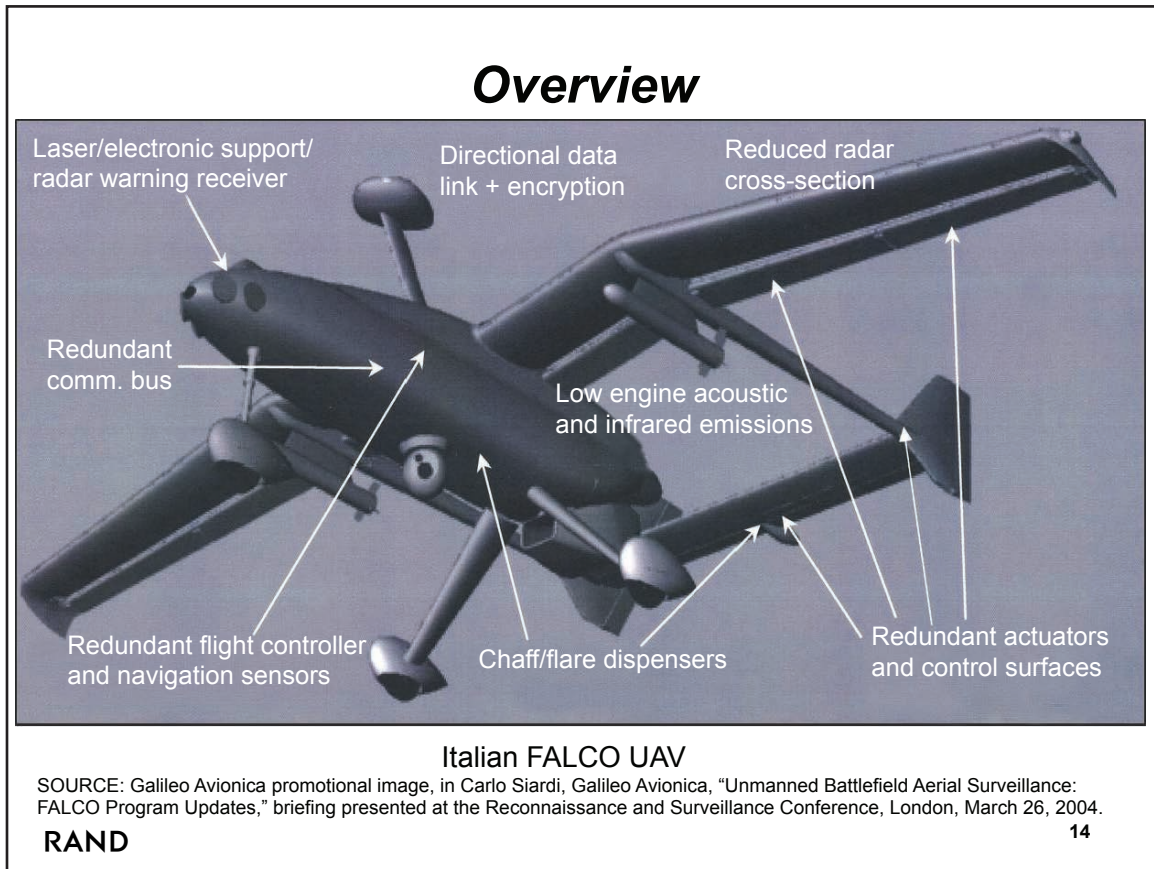 Overview
Laser/electronic support/
radar warning receiver
Directional data
link + encryption
Reduced radar
cross-section
Redundant
comm. bus
Low engine acoustic
and infrared emissions
Redundant flight controller
and navigation sensors
Chaff/flare dispensers
Redundant actuators
and control surfaces
Italian FALCO UAV
SOURCE: Galileo Avionica promotional image, in Carlo Siardi, Galileo Avionica, “Unmanned Battlefield Aerial Surveillance:
FALCO Program Updates,” briefing presented at the Reconnaissance and Surveillance Conference, London, March 26, 2004.
RAND
14